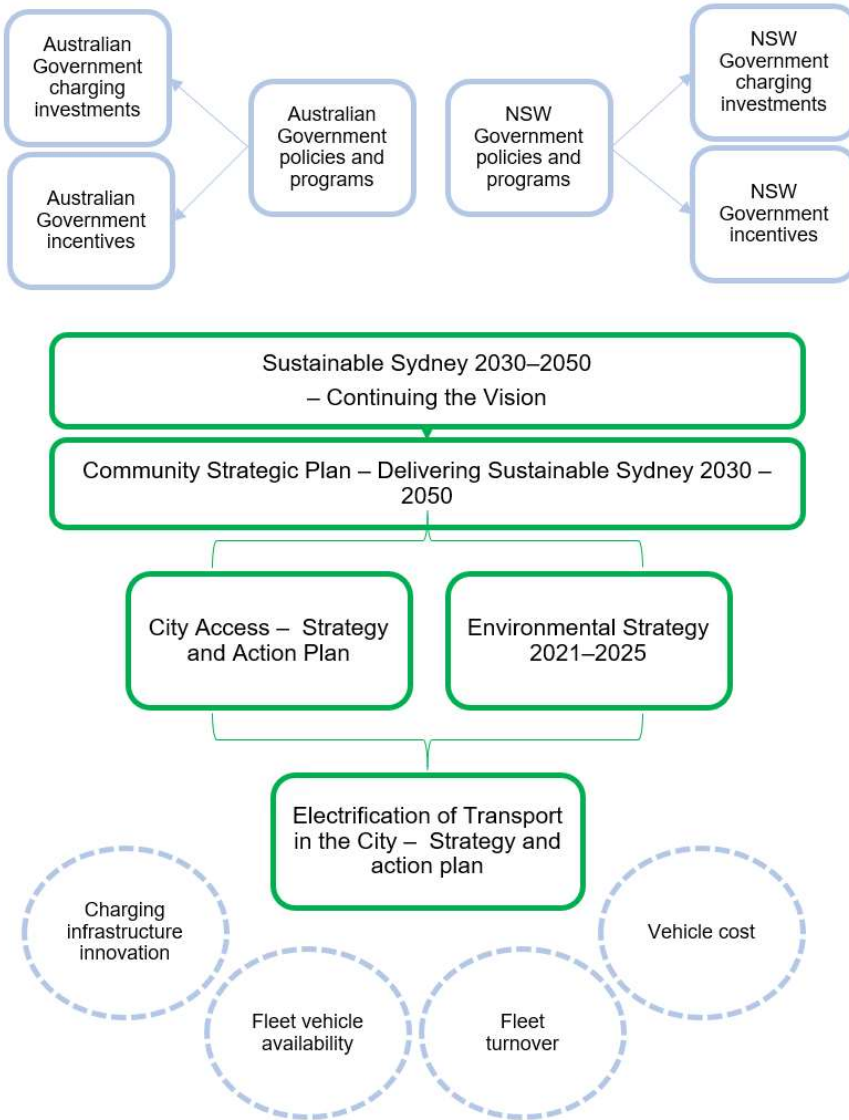 Australian
Government
charging
investments
Australian
Government
incentives
Australian
Government
policies and
programs
NSW
Government
policies and
programs
NSW
Government
charging
investments
NSW
Government
incentives
Sustainable Sydney 2030–2050
– Continuing the Vision
Community Strategic Plan – Delivering Sustainable Sydney 2030 –
2050
City Access – Strategy
and Action Plan
Environmental Strategy
2021–2025
Electrification of Transport
in the City – Strategy and
action plan
Charging
infrastructure
innovation
Fleet vehicle
availability
Fleet
turnover
Vehicle cost